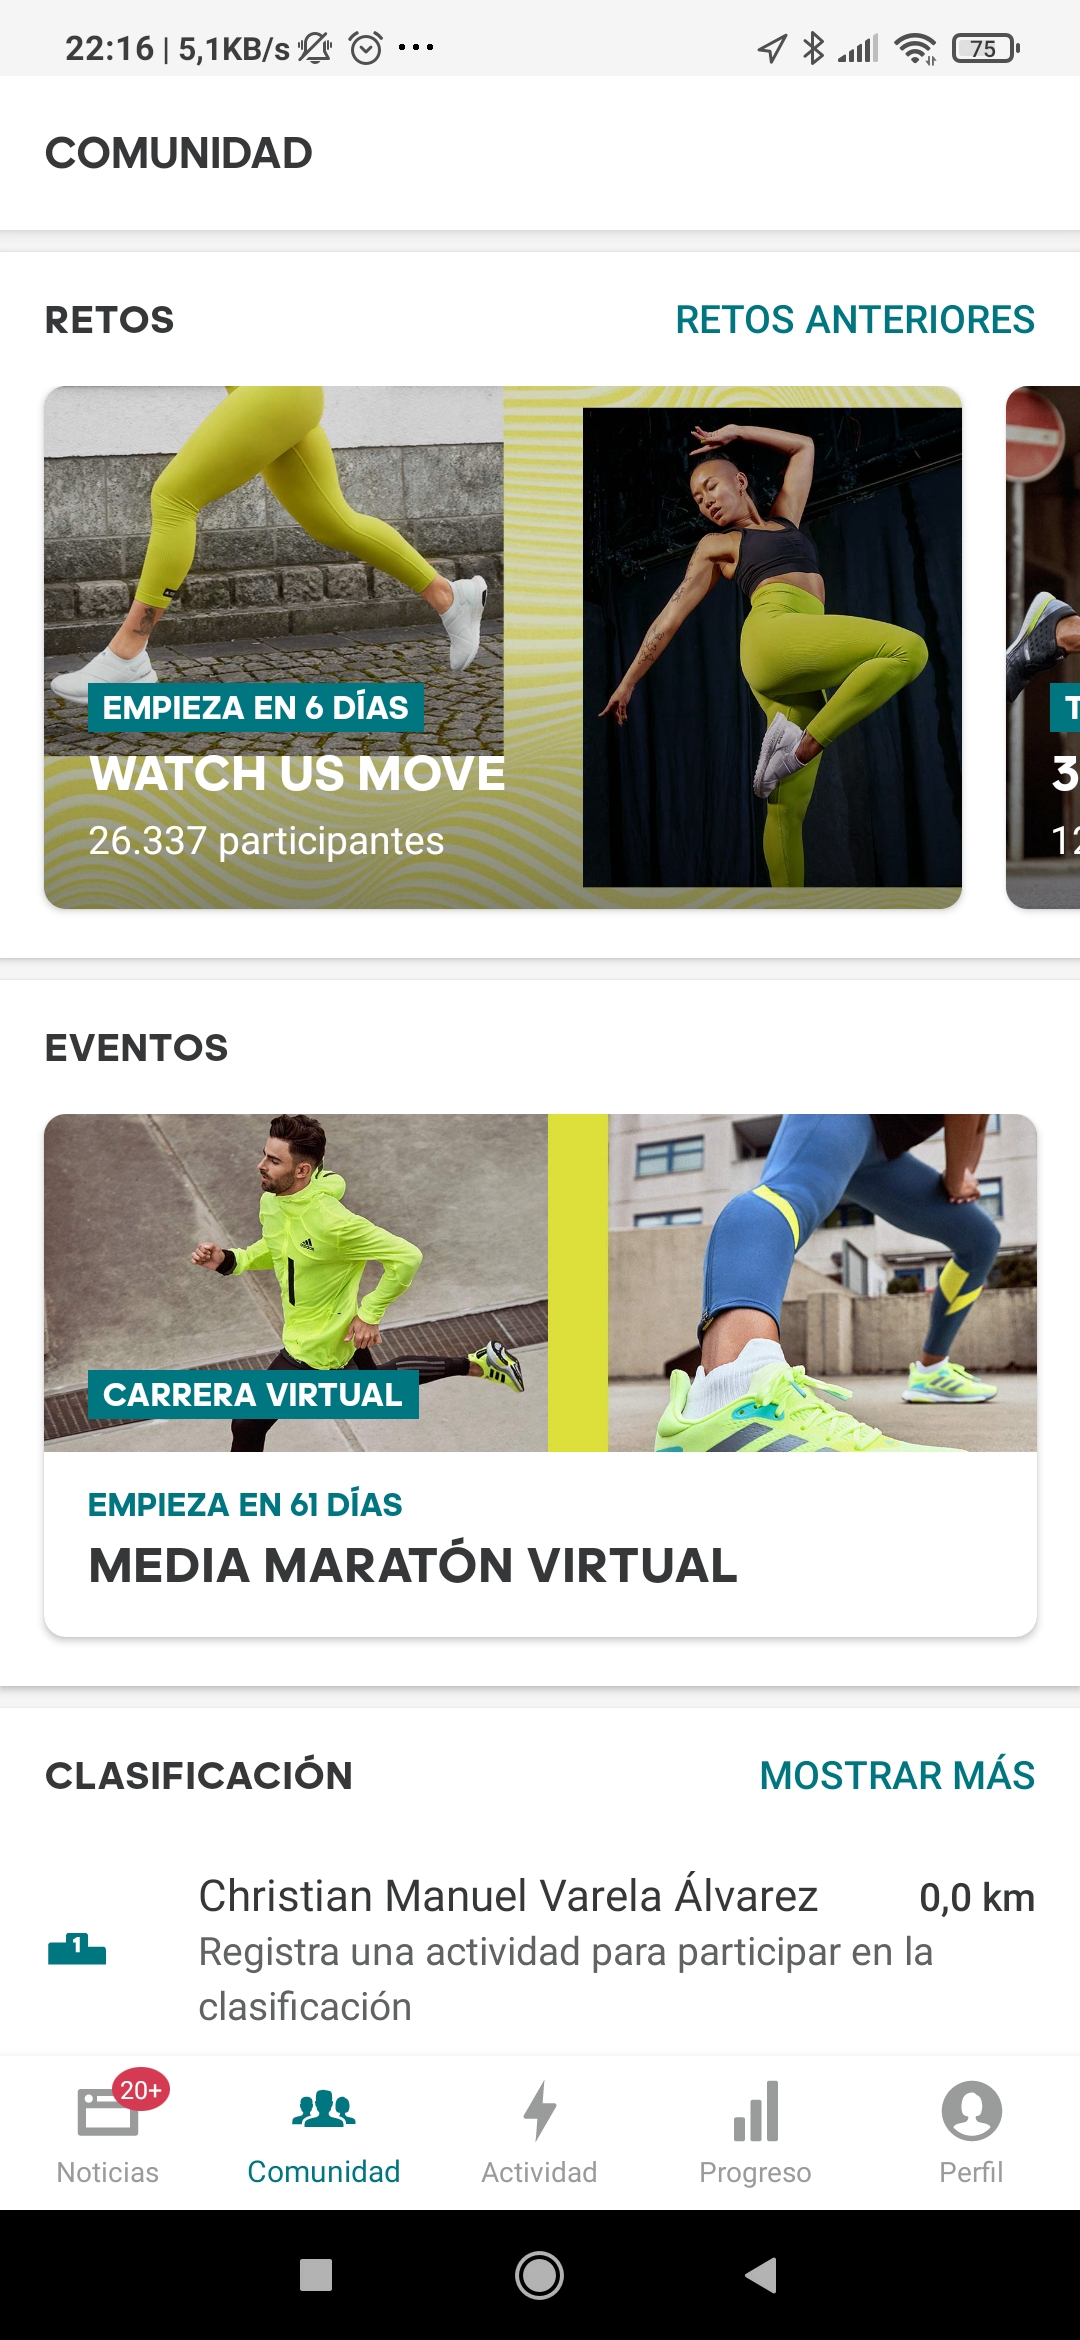 22:16 | 5,1KB/s
75
COMUNIDAD
RETOS
RETOS ANTERIORES
EMPIEZA EN 6 DÍAS
WATCH US MOVE
26.337 participantes
T
3
12
EVENTOS
CARRERA VIRTUAL
EMPIEZA EN 61 DÍAS
MEDIA MARATÓN VIRTUAL
CLASIFICACIÓN
MOSTRAR MÁS
1
Christian Manuel Varela Álvarez
0,0 km
Registra una actividad para participar en la
clasificación
20+
Noticias
Comunidad
Actividad
Progreso
Perfil